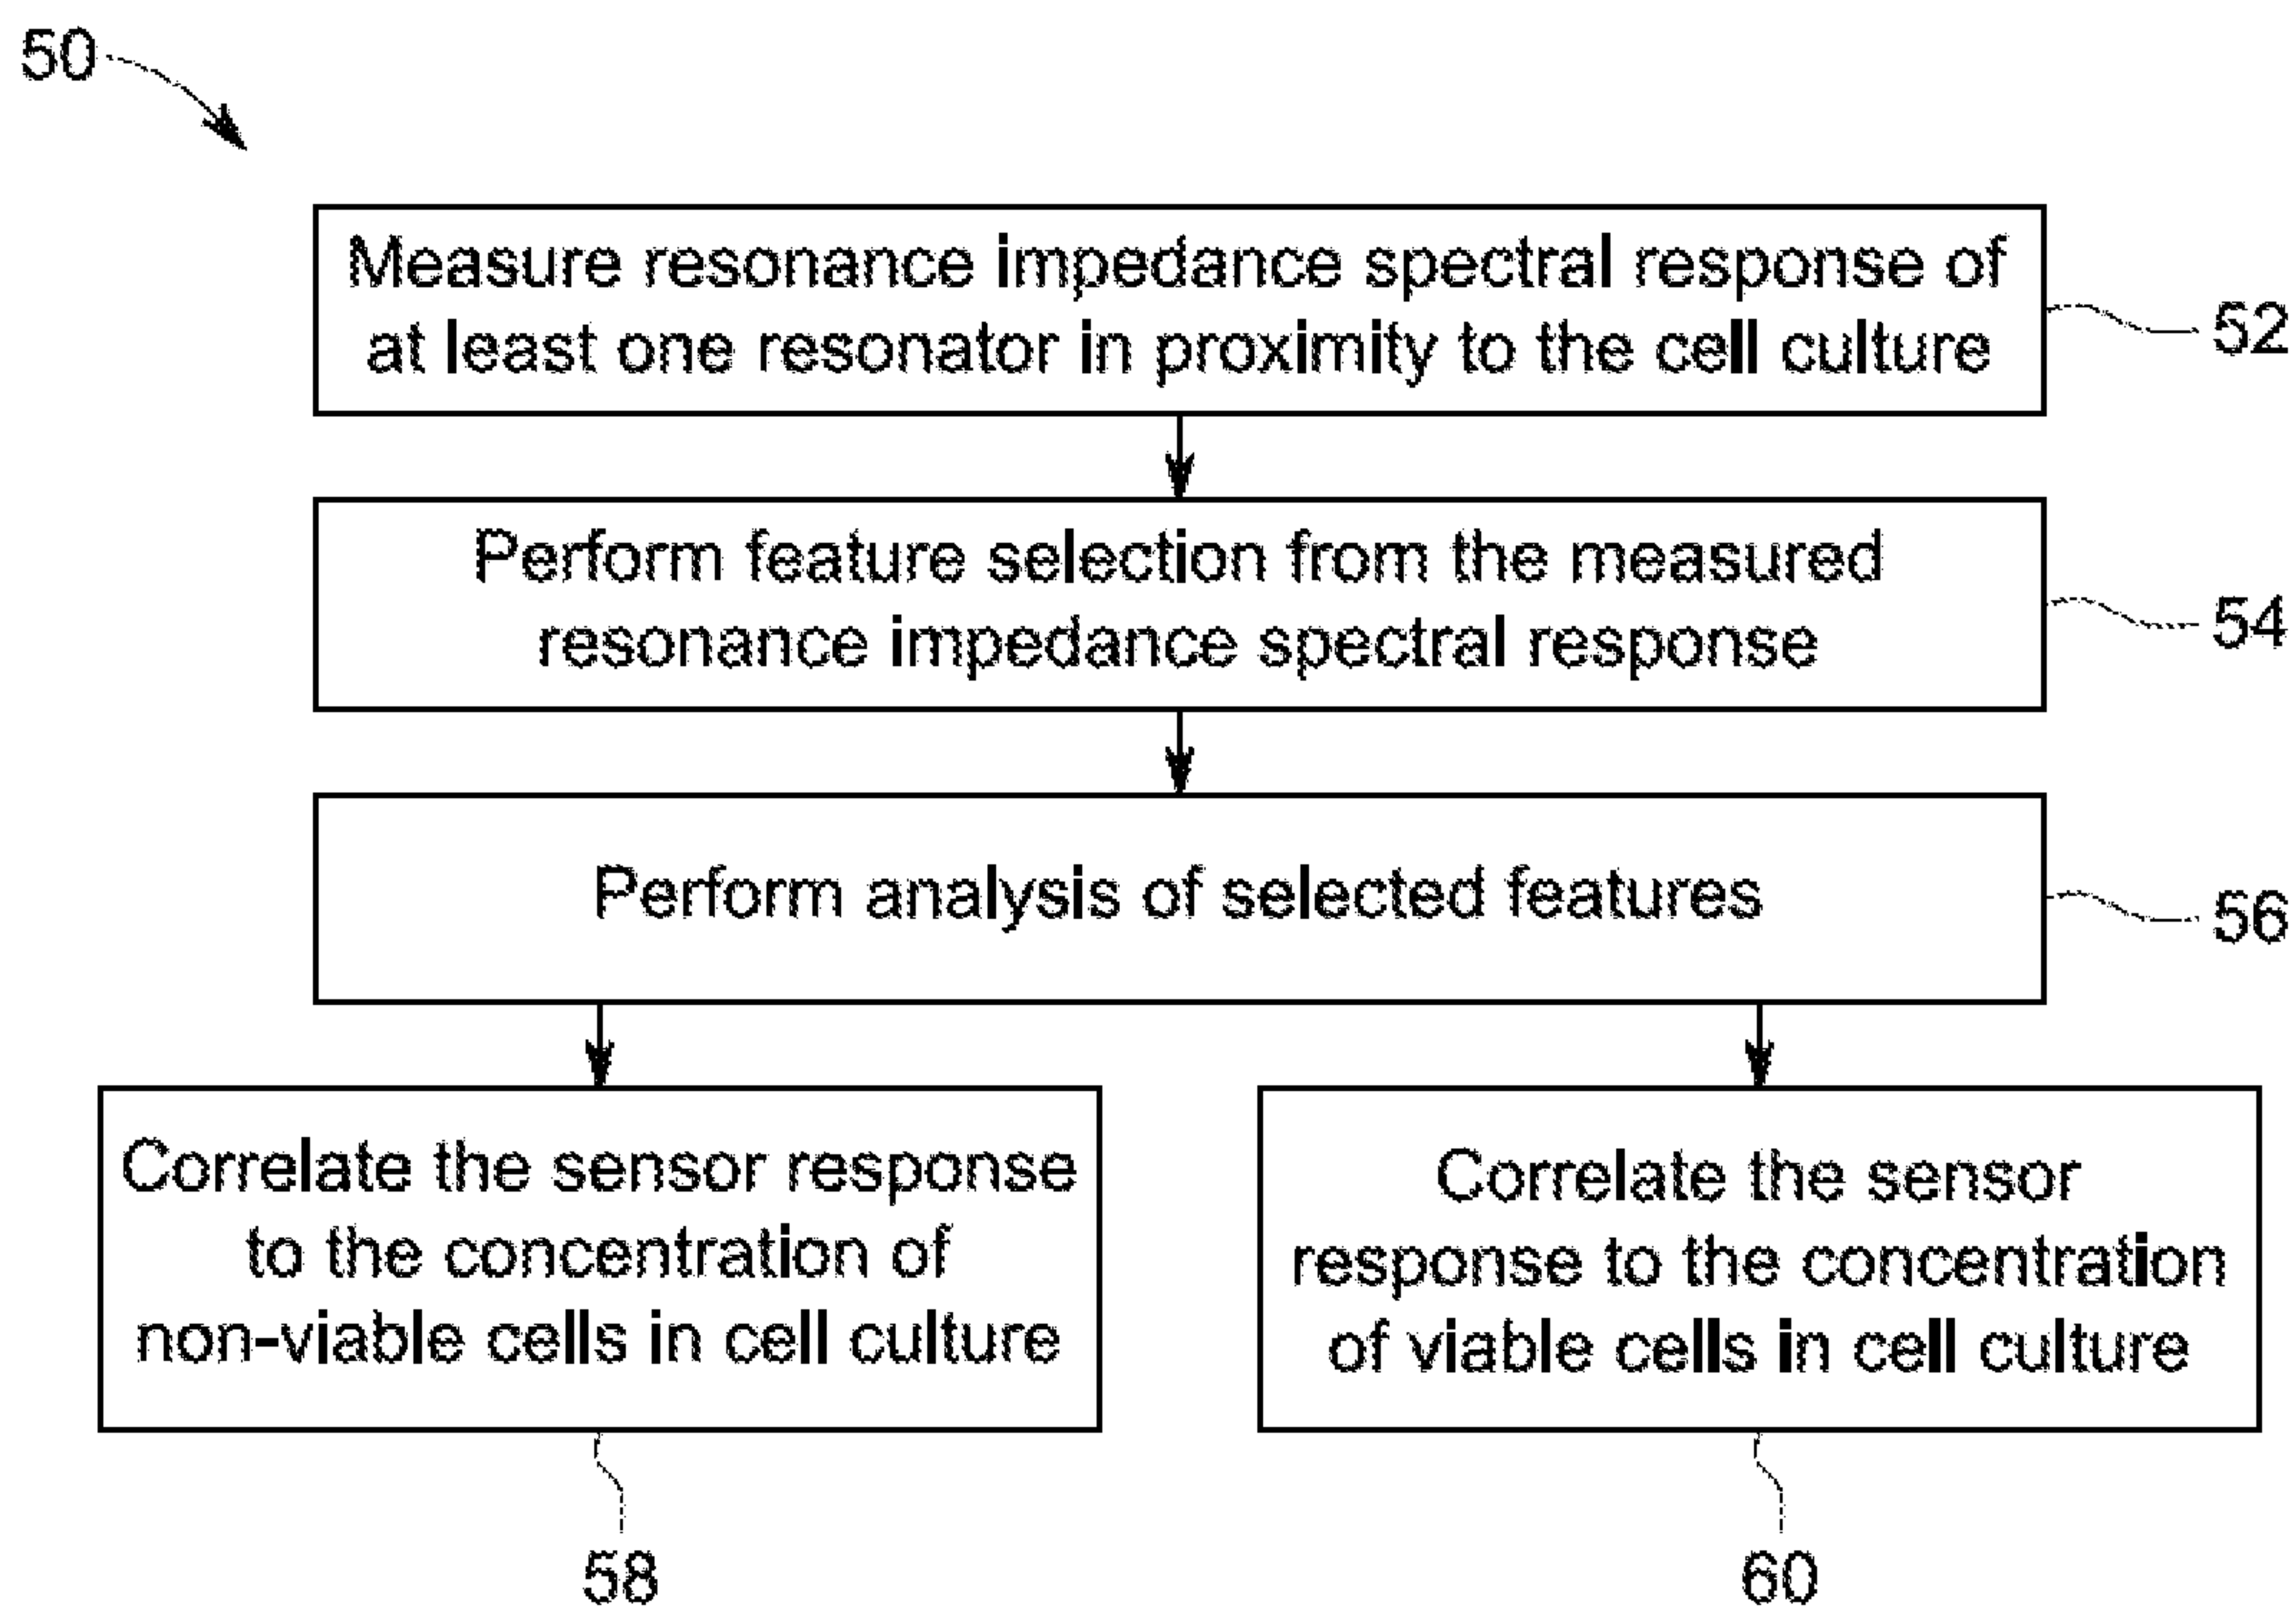 50
Measure resonance impedance spectral response of
at least one resonator in proximity to the cell culture
52
Perform feature selection from the measured
resonance impedance spectral response
54
Perform analysis of selected features
56
Correlate the sensor response
to the concentration of
non-viable cells in cell culture
58
Correlate the sensor
response to the concentration
of viable cells in cell culture
60